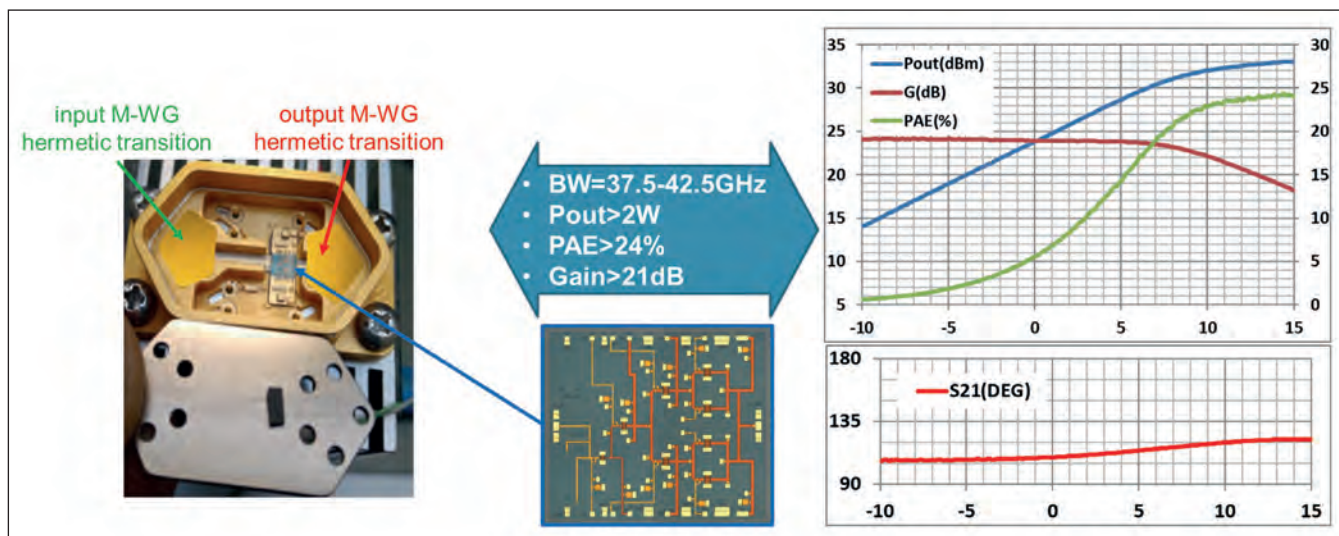 input M-WG
hermetic transition
output M-WG
hermetic transition
• BW=37.5-42.5GHz
• Pout>2W
• PAE>24%
• Gain>21dB
35
30
25
20
15
10
5
Pout(dBm)
G(dB)
PAE(%)
30
25
20
15
10
5
0
-10
-5
0
5
10
15
180
135
90
S21(DEG)
-10
-5
0
5
10
15